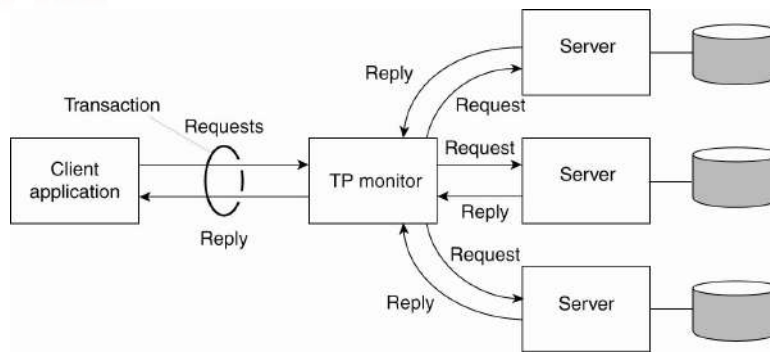 Server
Reply
Transaction
Requests
Request
Client
application
TP monitor
Request
Server
Reply
Reply
Request
Reply
Server